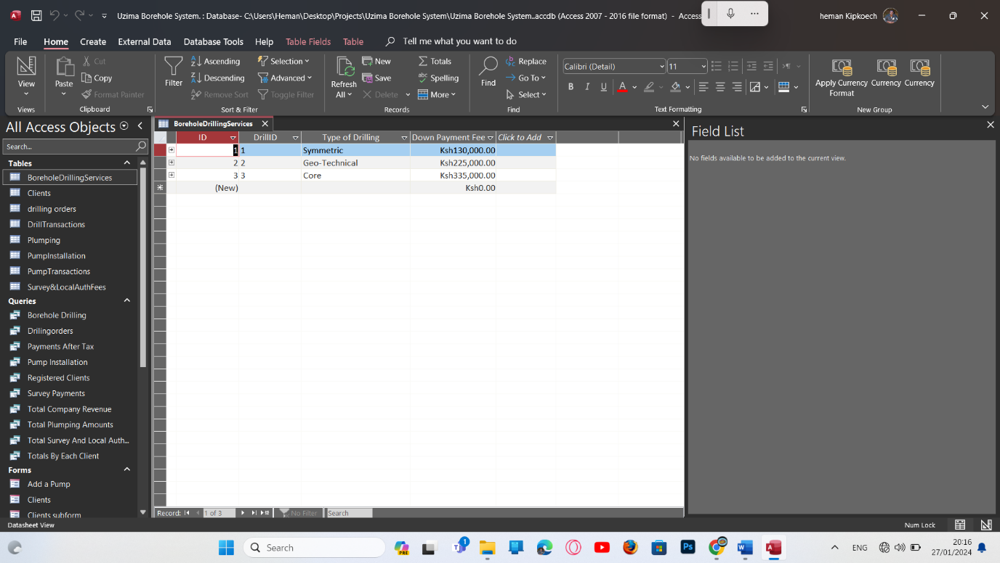 Uzima Borehole System. : Database- C:\Users\Heman\Desktop\Projects\Uzima Borehole System\Uzima Borehole System..accdb (Access 2007 - 2016 file format) - Access
heman Kipkoech
File Home Create External Data Database Tools Help Table Fields Table Tell me what you want to do
View
Views
Paste
Cut
Copy
Format Painter
Clipboard
Filter
Ascending
Descending
Remove Sort
Selection
Advanced
Toggle Filter
Sort & Filter
Refresh
All
New
Save
Delete
Totals
Spelling
More
Records
Find
Replace
Go To
Select
Find
Calibri (Detail) 11
B I U A
Text Formatting
Apply Currency
Format
Currency
Currency
New Group
All Access Objects
Search...
Tables
BoreholeDrillingServices
Clients
drilling orders
DrillTransactions
Plumping
PumpInstallation
PumpTransactions
Survey&LocalAuthFees
Queries
Borehole Drilling
Drilingorders
Payments After Tax
Pump Installation
Registered Clients
Survey Payments
Total Company Revenue
Total Plumping Amounts
Total Survey And Local Auth...
Totals By Each Client
Forms
Add a Pump
Clients
Clients subform
BoreholeDrillingServices
ID DrillID Type of Drilling Down Payment Fee Click to Add
1 1 Symmetric Ksh130,000.00
2 2 Geo-Technical Ksh225,000.00
3 3 Core Ksh335,000.00
(New) Ksh0.00
Record: 1 of 3 No Filter Search
Field List
No fields available to be added to the current view.
Datasheet View
Num Lock
Search
PRE
1
Ps
ENG
20:16
27/01/2024